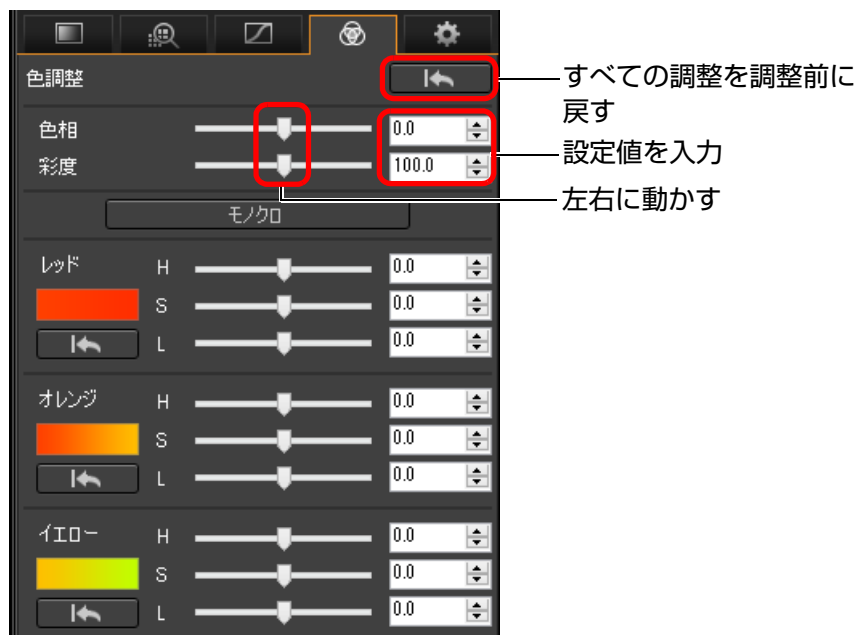 色調整
すべての調整を調整前に
戻す
色相 0.0
彩度 100.0
設定値を入力
左右に動かす
モノクロ
レッド H 0.0
S 0.0
L 0.0
オレンジ H 0.0
S 0.0
L 0.0
イエロー H 0.0
S 0.0
L 0.0